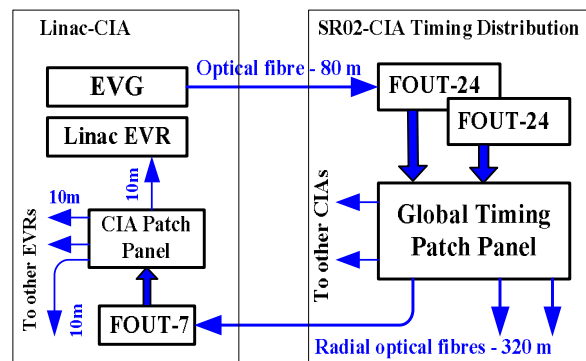 Linac-CIA
EVG
Linac EVR
10m
10m
CIA Patch
Panel
To other EVRs
10m
FOUT-7
Optical fibre - 80 m
SR02-CIA Timing Distribution
FOUT-24
FOUT-24
To other CIAs
Global Timing
Patch Panel
Radial optical fibres - 320 m